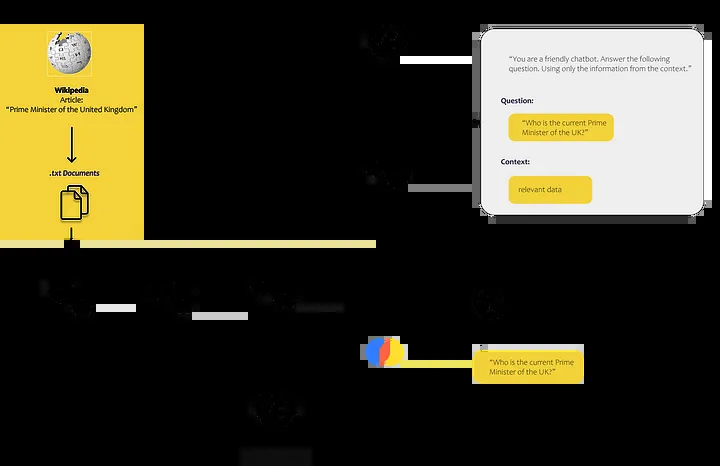 Wikipedia
Article:
“Prime Minister of the United Kingdom”
.txt Documents
“You are a friendly chatbot. Answer the following
question. Using only the information from the context.”
Question:
“Who is the current Prime
Minister of the UK?”
Context:
relevant data
“Who is the current Prime
Minister of the UK?”